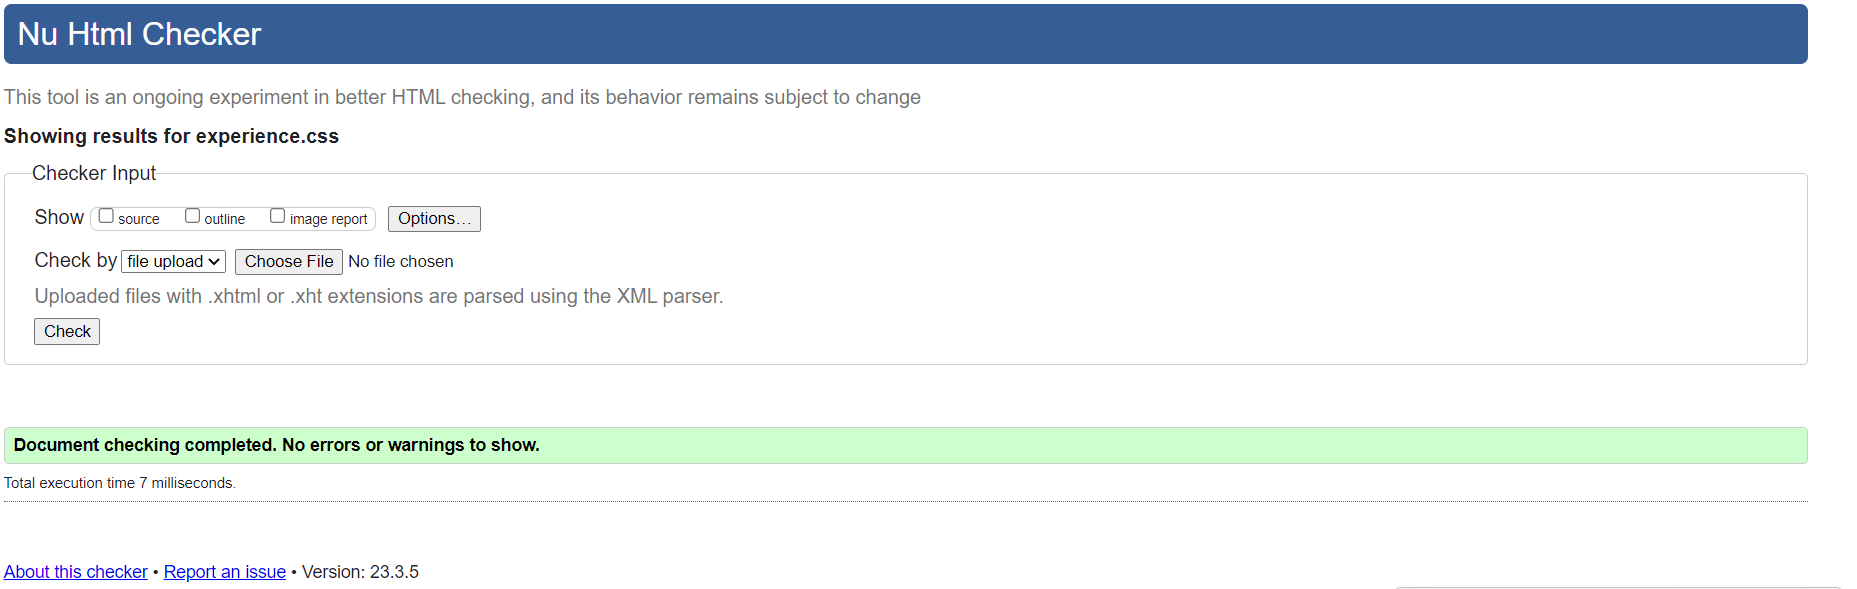 Nu Html Checker
This tool is an ongoing experiment in better HTML checking, and its behavior remains subject to change
Showing results for experience.css
Checker Input
Show source outline image report Options…
Check by file upload Choose File No file chosen
Uploaded files with .xhtml or .xht extensions are parsed using the XML parser.
Check
Document checking completed. No errors or warnings to show.
Total execution time 7 milliseconds.
About this checker • Report an issue • Version: 23.3.5